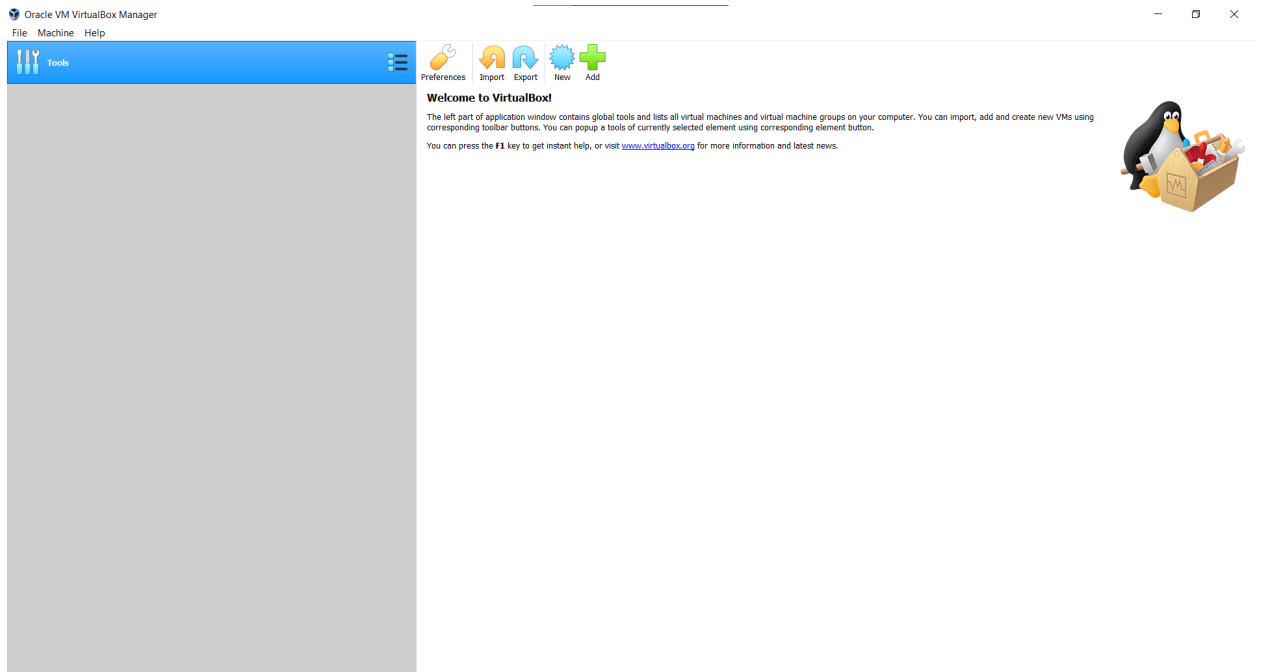 Oracle VM VirtualBox Manager
File Machine Help
Tools
Preferences Import Export New Add
Welcome to VirtualBox!
The left part of application window contains global tools and lists all virtual machines and virtual machine groups on your computer. You can import, add and create new VMs using
corresponding toolbar buttons. You can popup a tools of currently selected element using corresponding element button.
You can press the F1 key to get instant help, or visit www.virtualbox.org for more information and latest news.